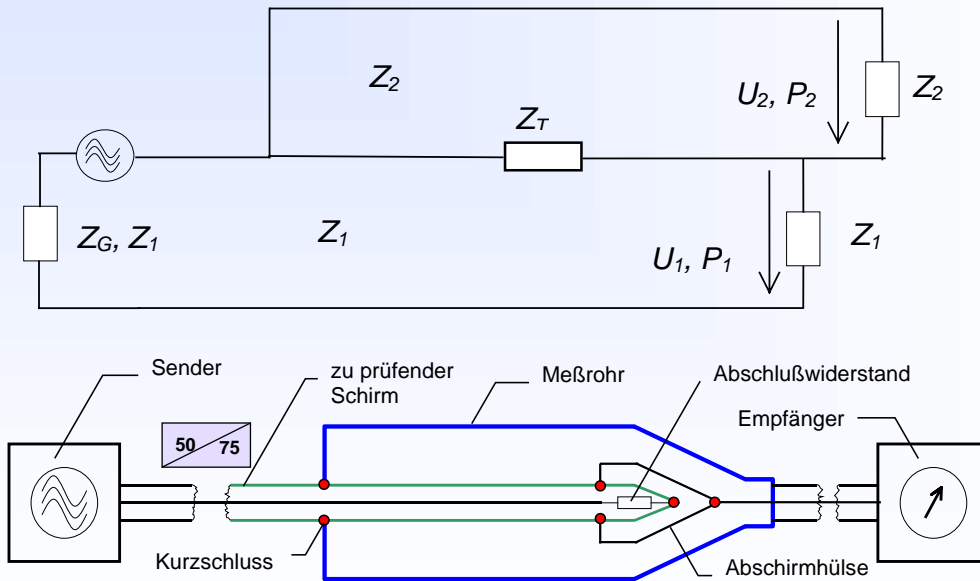 Z2
ZT
U2, P2
Z2
ZG, Z1
Z1
U1, P1
Z1
Sender
zu prüfender
Schirm
Meßrohr
Abschlußwiderstand
Empfänger
50 75
Kurzschluss
Abschirmhülse